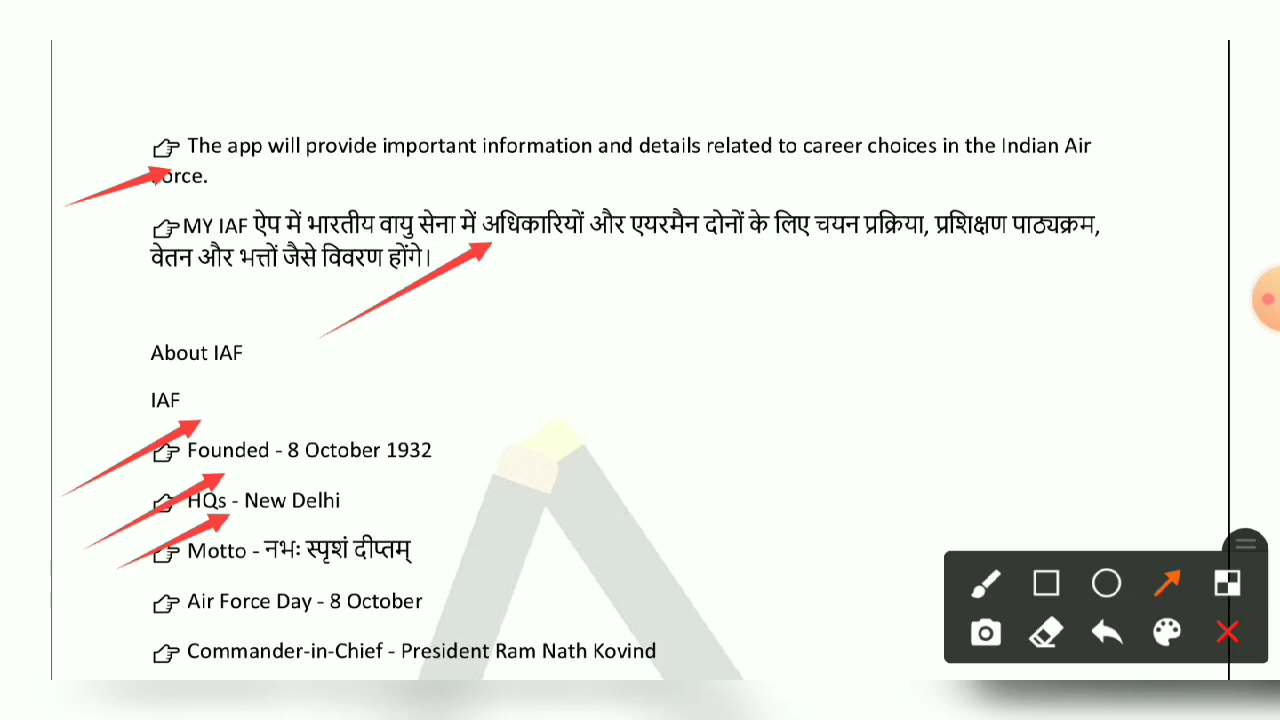 The app will provide important information and details related to career choices in the Indian Air
Force.
MY IAF ऐप में भारतीय वायु सेना में अधिकारियों और एयरमैन दोनों के लिए चयन प्रक्रिया, प्रशिक्षण पाठ्यक्रम,
वेतन और भत्तों जैसे विवरण होंगे।
About IAF
IAF
Founded - 8 October 1932
HQs - New Delhi
Motto - नभः स्पृशं दीप्तम्
Air Force Day - 8 October
Commander-in-Chief - President Ram Nath Kovind